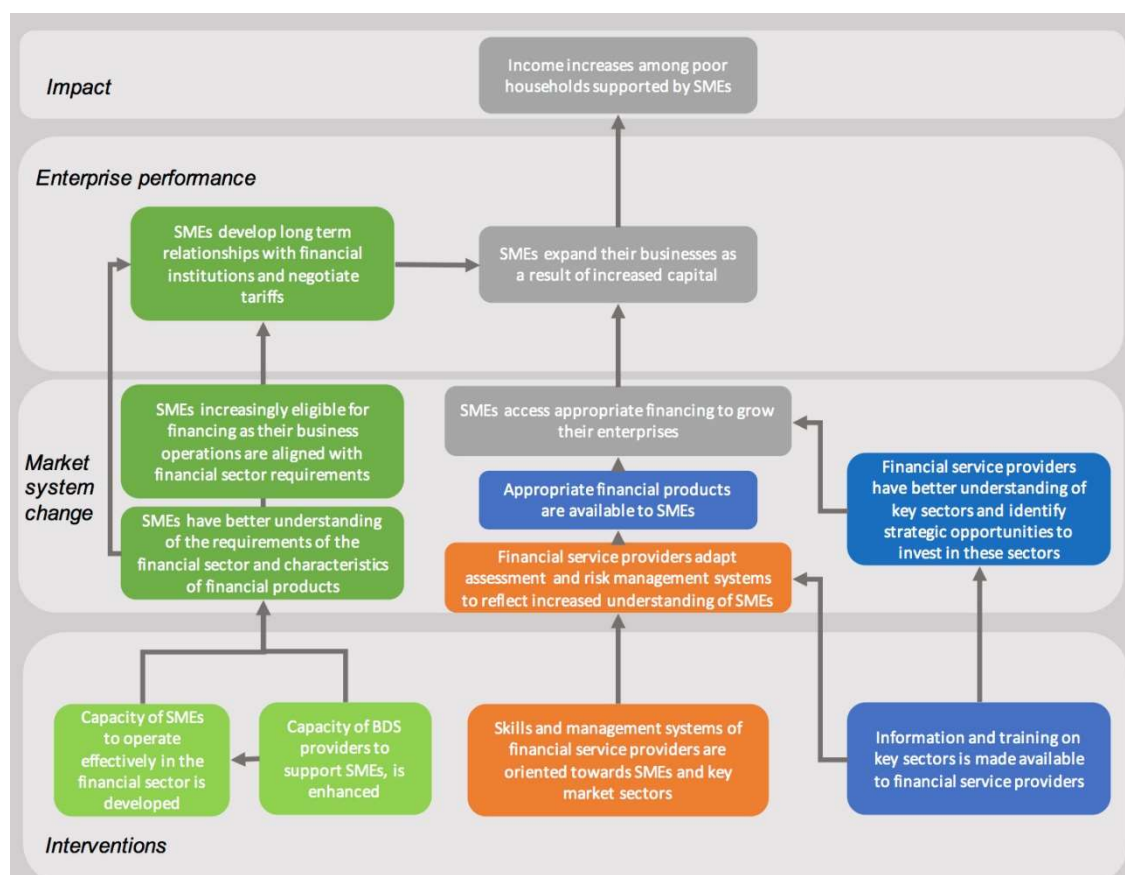 Impact
Income increases among poor
households supported by SMEs
Enterprise performance
SMEs develop long term
relationships with financial
institutions and negotiate
tariffs
SMEs expand their businesses as
a result of increased capital
Market
system
change
SMEs increasingly eligible for
financing as their business
operations are aligned with
financial sector requirements
SMEs have better understanding
of the requirements of the
financial sector and characteristics
of financial products
SMEs access appropriate financing to grow
their enterprises
Appropriate financial products
are available to SMEs
Financial service providers adapt
assessment and risk management systems
to reflect increased understanding of SMEs
Financial service providers
have better understanding of
key sectors and identify
strategic opportunities to
invest in these sectors
Capacity of SMEs
to operate
effectively in the
financial sector is
developed
Capacity of BDS
providers to
support SMEs, is
enhanced
Skills and management systems of
financial service providers are
oriented towards SMEs and key
market sectors
Information and training on
key sectors is made available
to financial service providers
Interventions